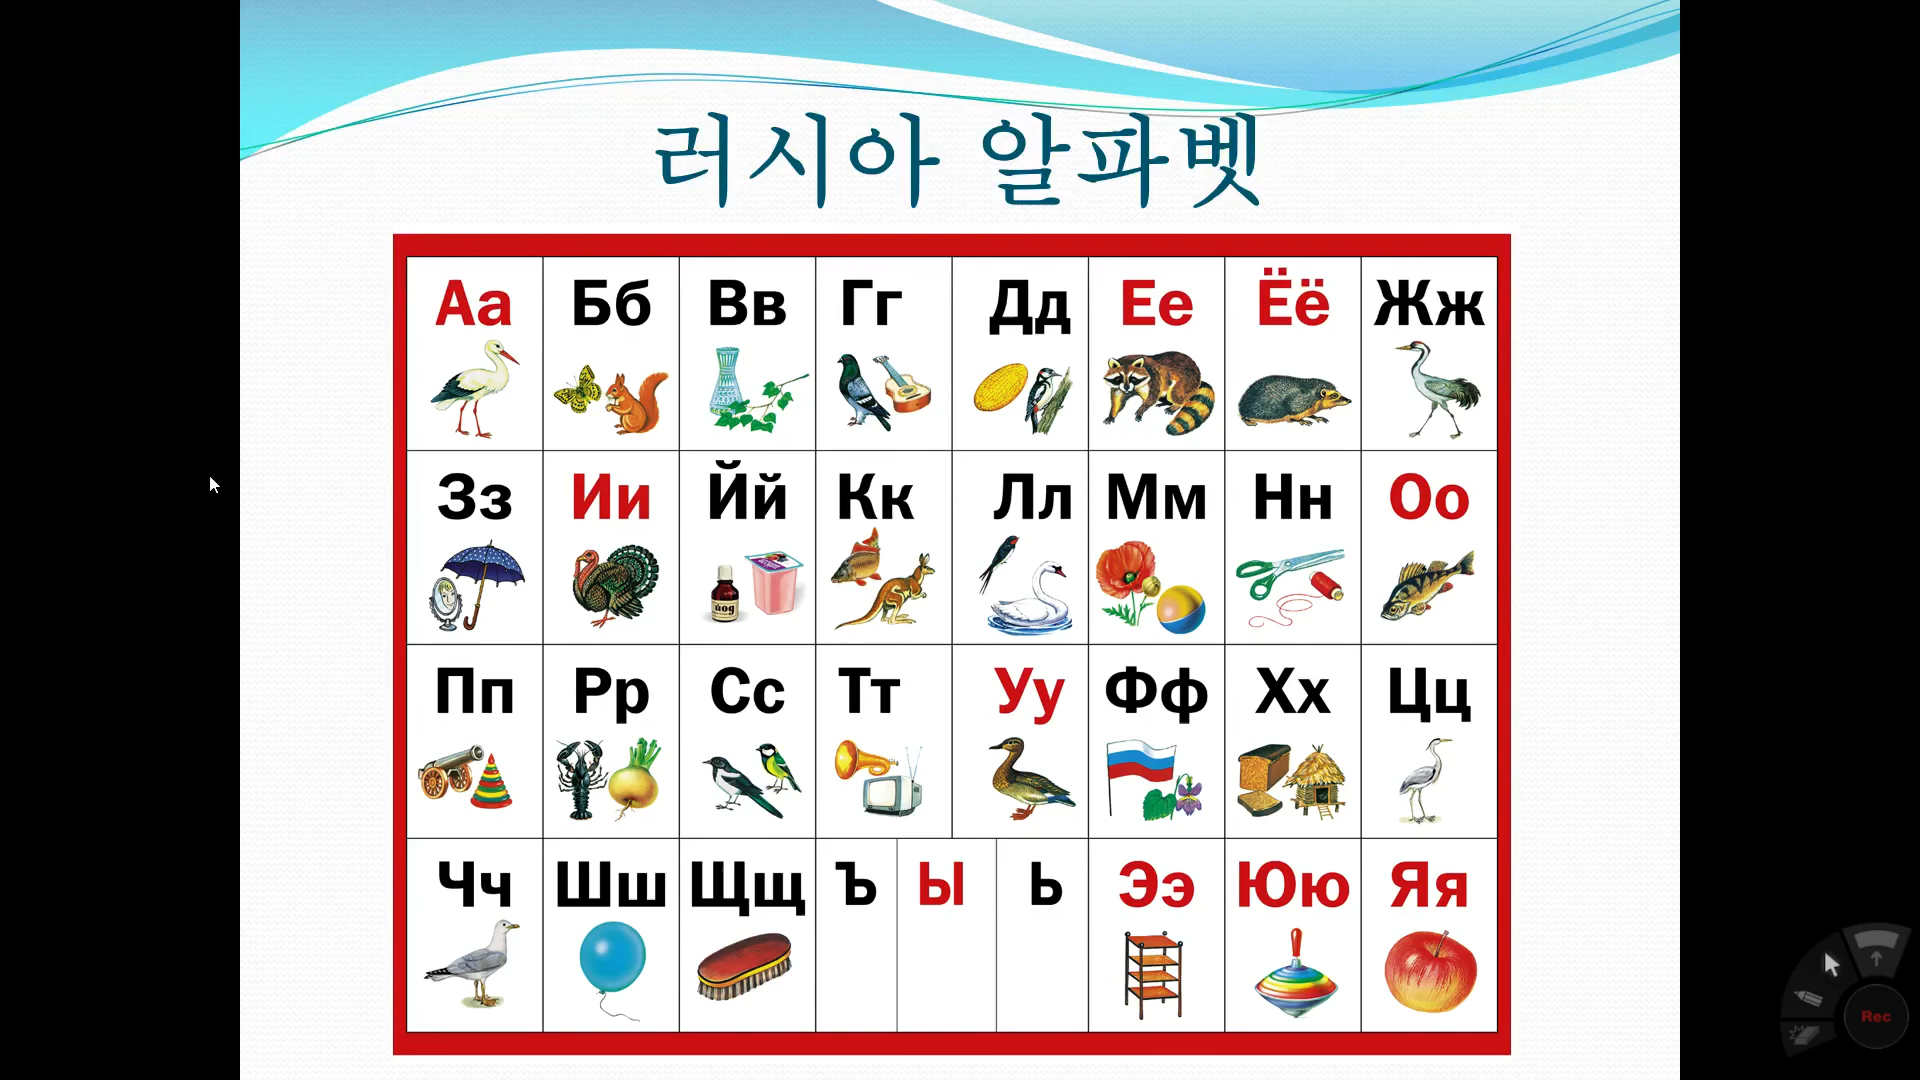 러시아 알파벳
Аа Бб Вв Гг Дд Ее Ёё Жж
Зз Ии Йй Кк Лл Мм Нн Оо
йод
Пп Рр Сс Тт Уу Фф Хх Цц
Чч Шш Щщ Ъ Ы Ь Ээ Юю Яя
Rec